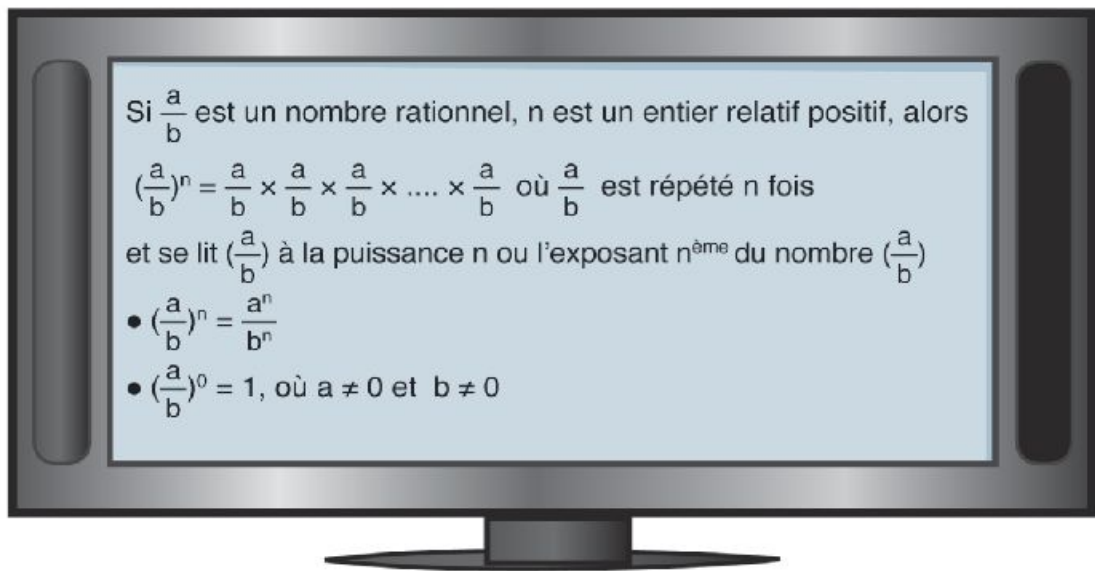 Si a/b est un nombre rationnel, n est un entier relatif positif, alors
(a/b)ⁿ = a/b × a/b × a/b × .... × a/b où a/b est répété n fois
et se lit (a/b) à la puissance n ou l'exposant nᵉ̀ᵐᵉ du nombre (a/b)
• (a/b)ⁿ = aⁿ/bⁿ
• (a/b)⁰ = 1, où a ≠ 0 et b ≠ 0